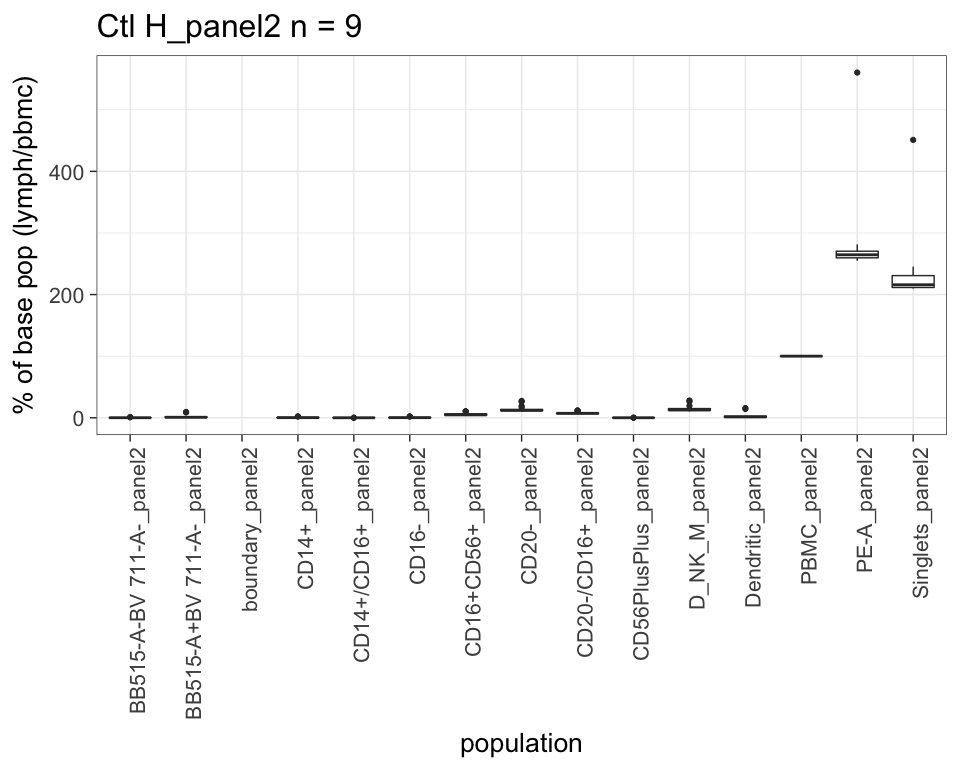 Ctl H_panel2 n = 9
% of base pop (lymph/pbmc)
400
200
0
BB515-A-BV 711-A-_panel2
BB515-A+BV 711-A-_panel2
boundary_panel2
CD14+_panel2
CD14+/CD16+_panel2
CD16-_panel2
CD16+CD56+_panel2
CD20-_panel2
CD20-/CD16+_panel2
CD56PlusPlus_panel2
D_NK_M_panel2
Dendritic_panel2
PBMC_panel2
PE-A_panel2
Singlets_panel2
population